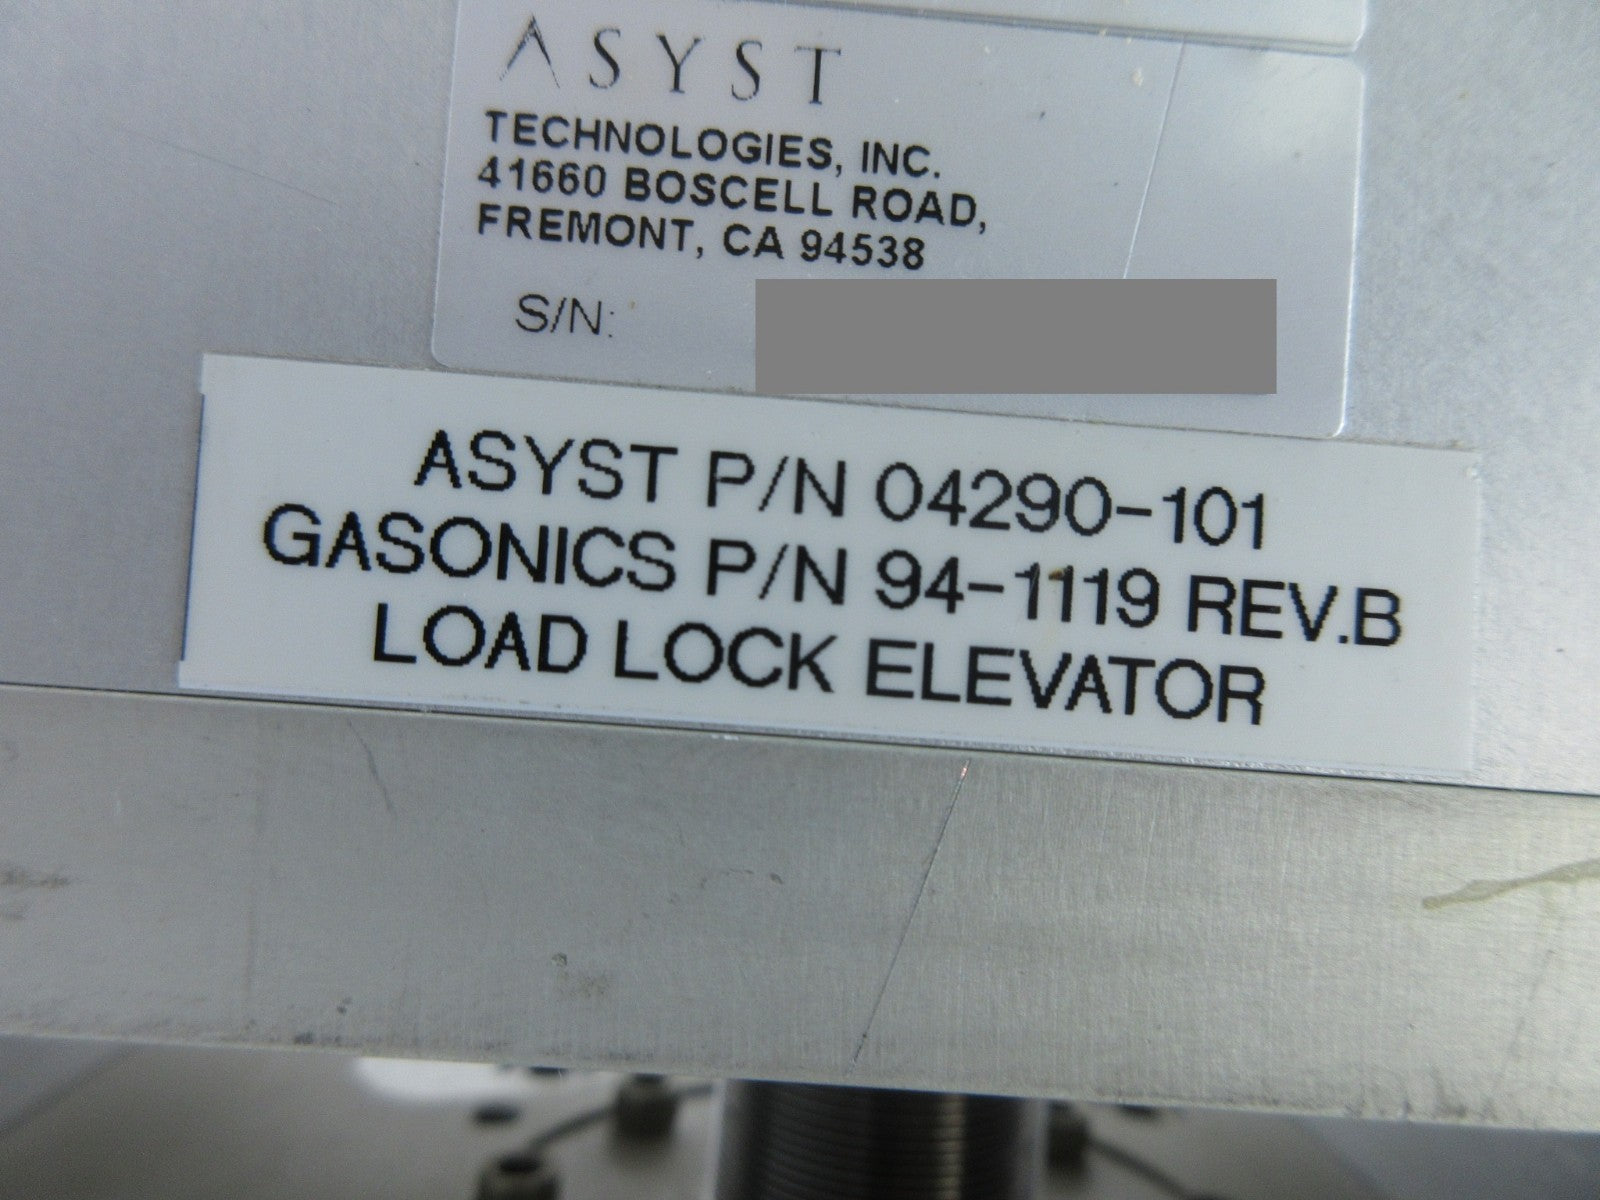 ASYST
TECHNOLOGIES, INC.
41660 BOSCELL ROAD,
FREMONT, CA 94538
S/N:
ASYST P/N 04290-101
GASONICS P/N 94-1119 REV.B
LOAD LOCK ELEVATOR